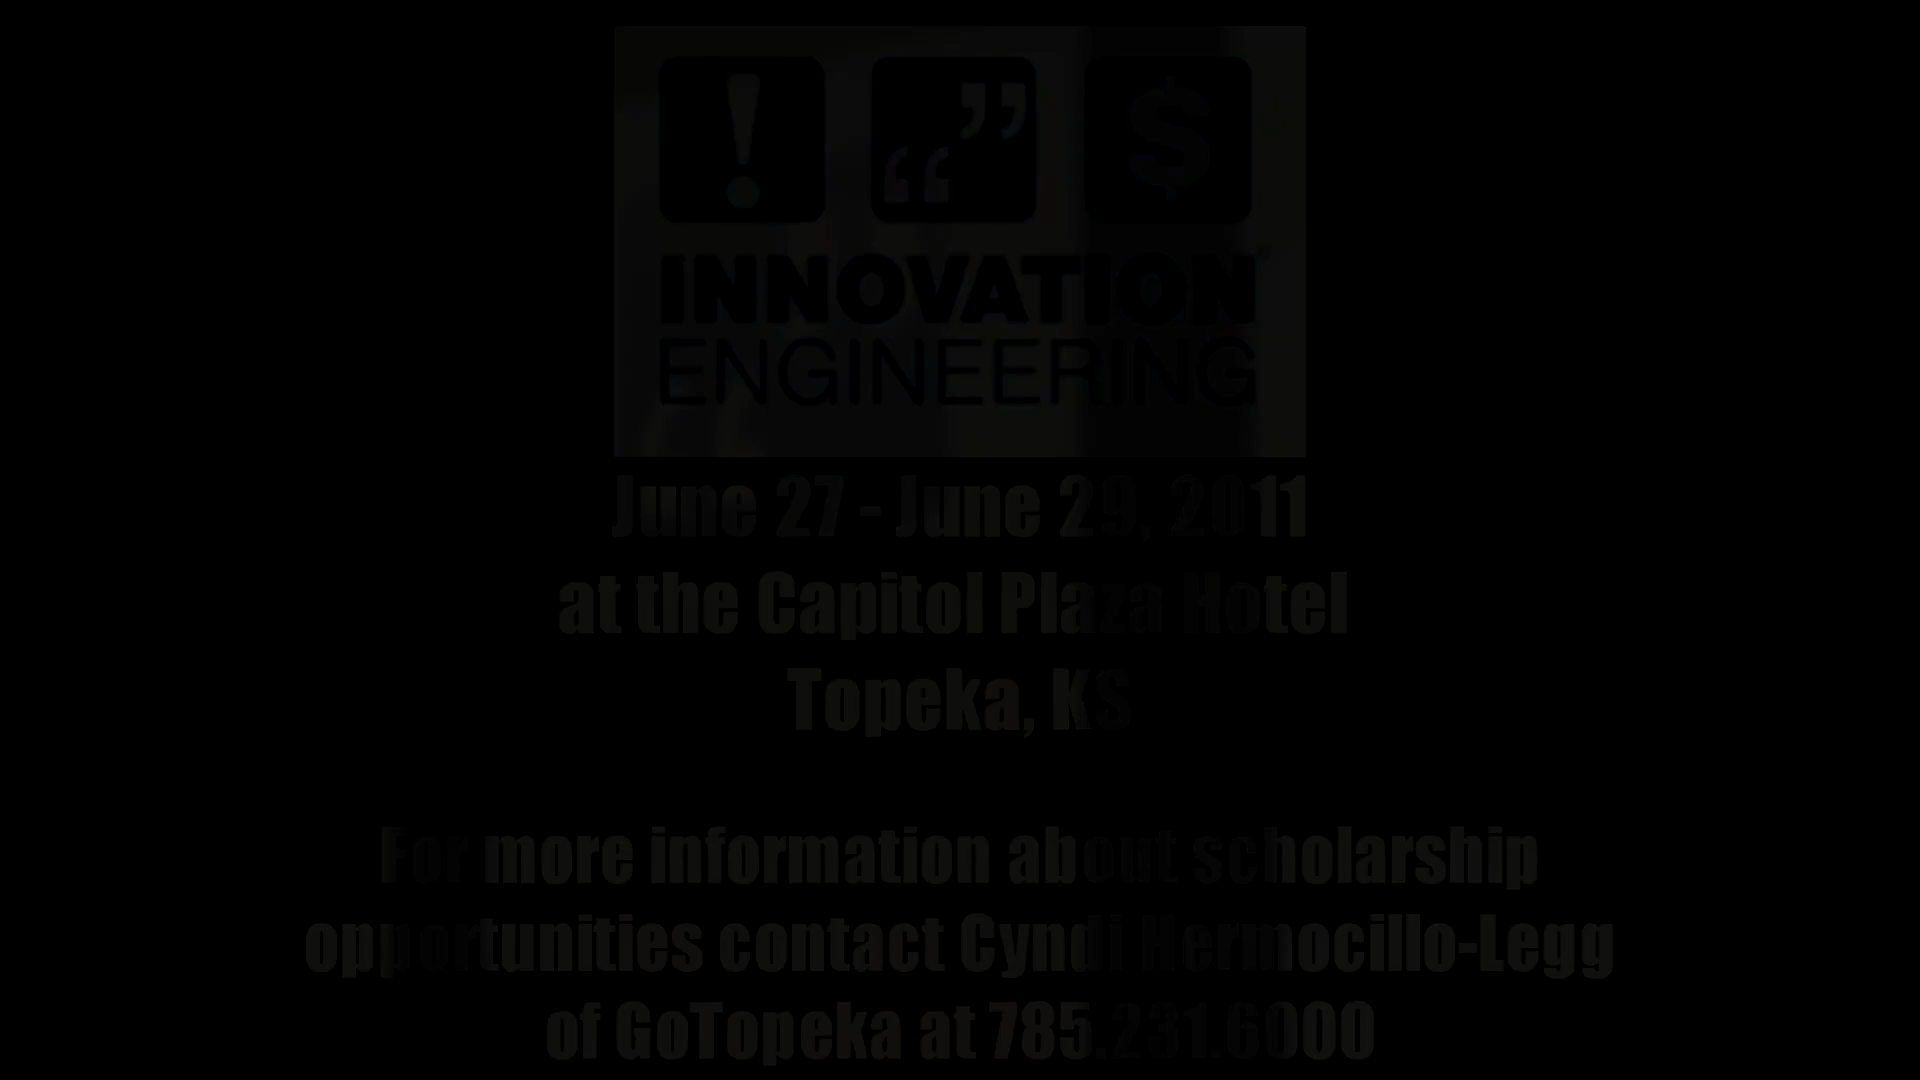 ! “ ” $
INNOVATION
ENGINEERING
June 27 - June 29, 2011
at the Capitol Plaza Hotel
Topeka, KS
For more information about scholarship
opportunities contact Cyndi Hermocillo-Legg
of GoTopeka at 785.231.6000